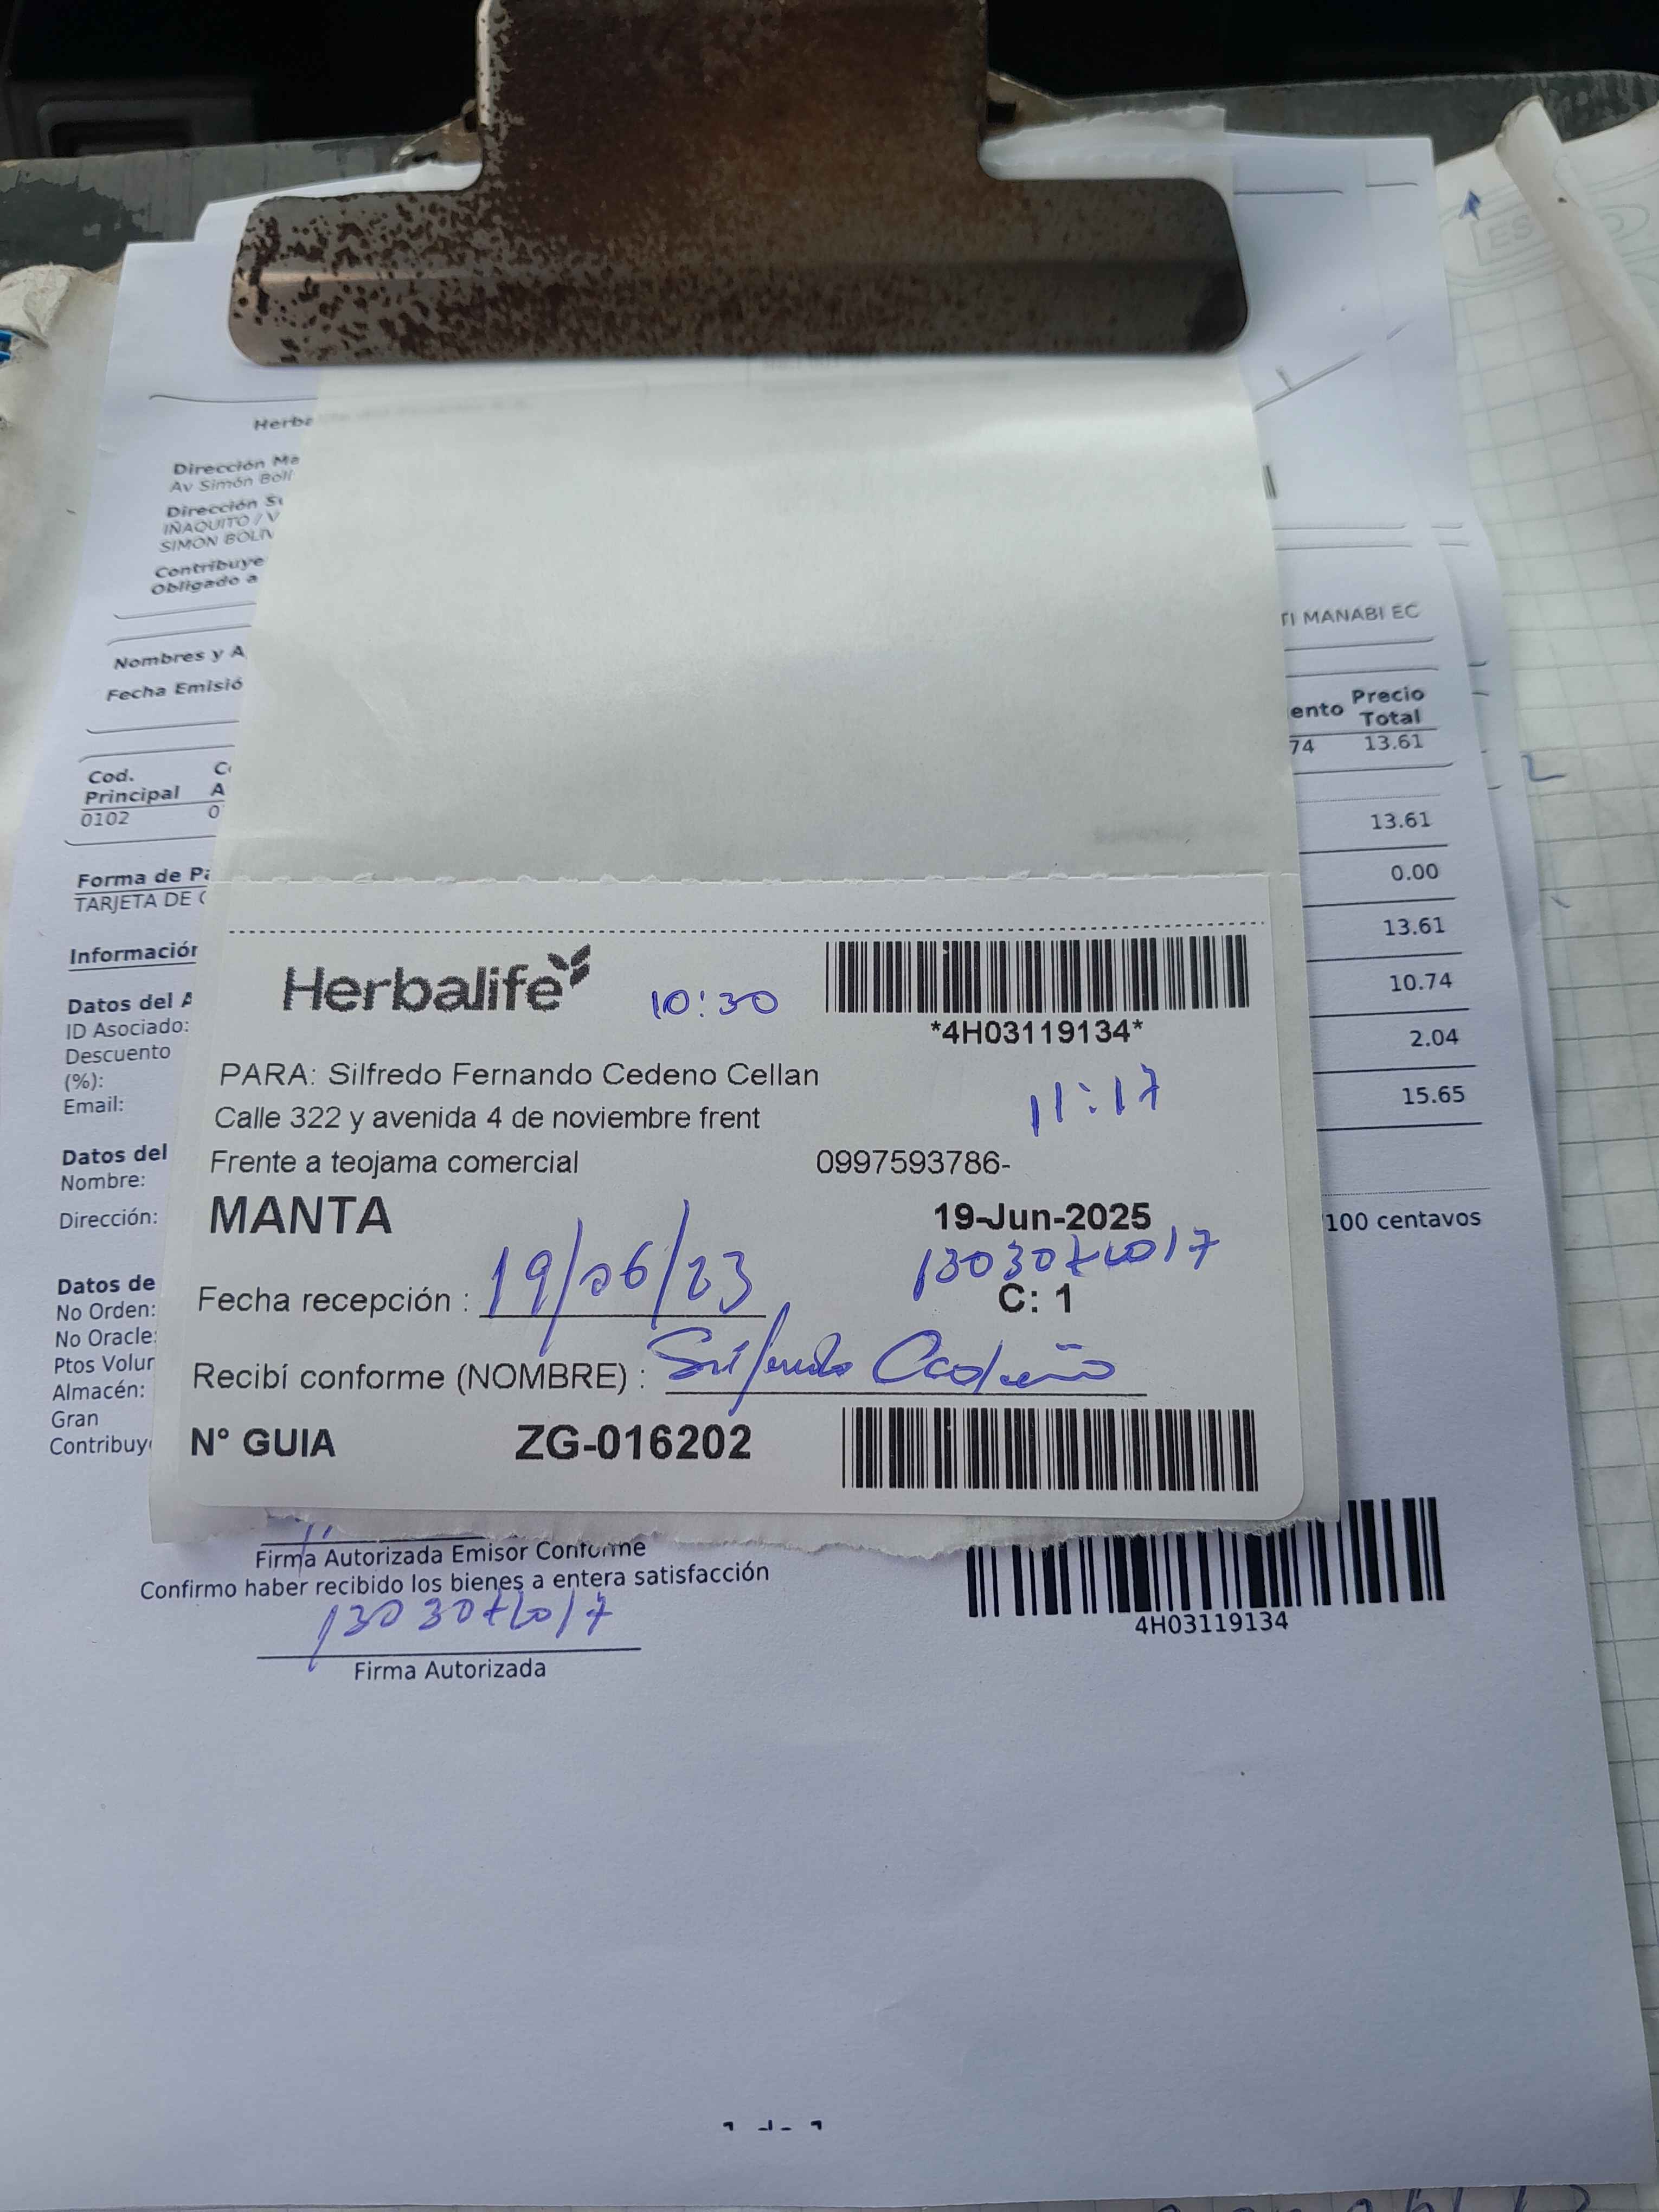 Herba
Dirección Ma
Av Simón Bolí
Dirección Su
IÑAQUITO / V
SIMON BOLIV
Contribuye
Obligado a
TI MANABI EC
Nombres y A
Fecha Emisió
ento Precio Total
74 13.61
Cod. Principal
0102 0
13.61
Forma de Pa
TARJETA DE C
0.00
Información
13.61
Datos del A
ID Asociado:
10.74
Descuento
(%):
2.04
Email:
15.65
Datos del
Nombre:
Dirección:
100 centavos
Datos de
No Orden:
No Oracle:
Ptos Volur
Almacén:
Gran
Contribuy
Herbalife 10:30
*4H03119134*
PARA: Silfredo Fernando Cedeno Cellan
11:17
Calle 322 y avenida 4 de noviembre frent
Frente a teojama comercial 0997593786-
MANTA 19-Jun-2025
Fecha recepción : 19/06/23
C: 1
Recibí conforme (NOMBRE) : Silfredo Cedeño
N° GUIA ZG-016202
Firma Autorizada Emisor Conforme
Confirmo haber recibido los bienes a entera satisfacción
4H03119134
Firma Autorizada